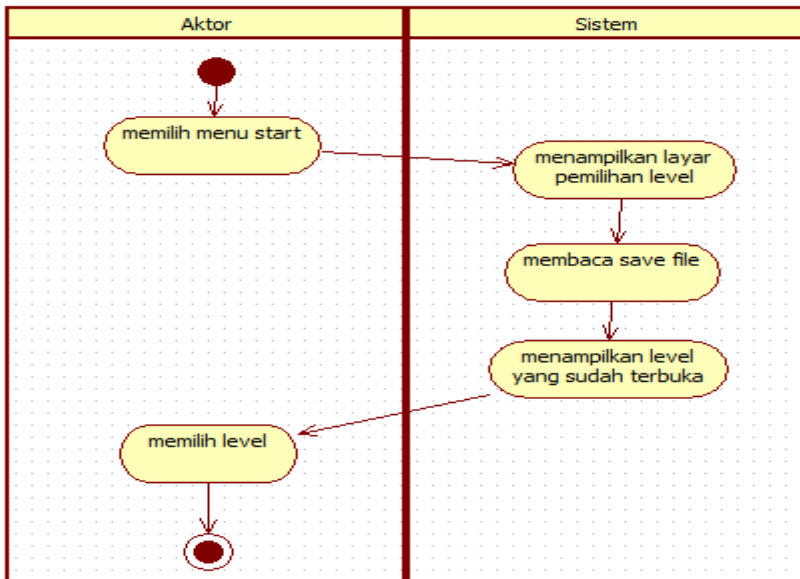 Aktor
Sistem
memilih menu start
menampilkan layar
pemilihan level
membaca save file
menampilkan level
yang sudah terbuka
memilih level